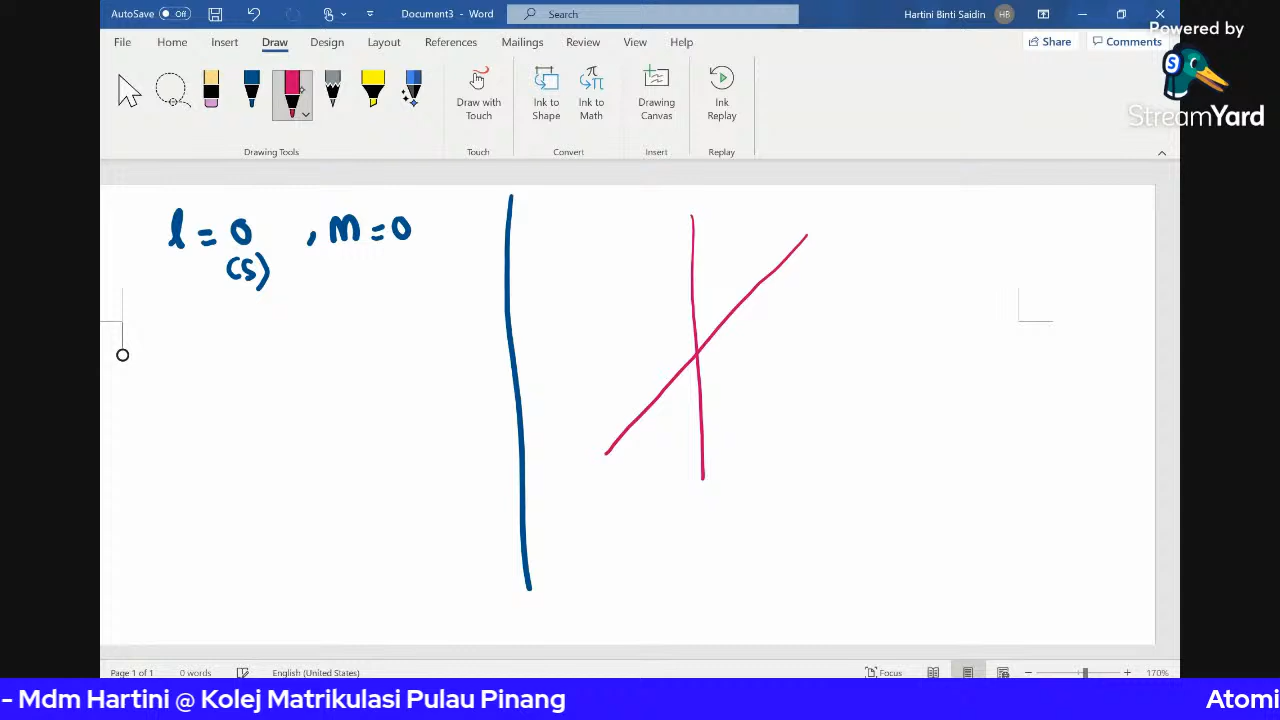 AutoSave Off Document3 - Word Search Hartini Binti Saidin HB
Powered by
StreamYard
File Home Insert Draw Design Layout References Mailings Review View Help Share Comments
Draw with Touch
Ink to Shape
Ink to Math
Drawing Canvas
Ink Replay
Drawing Tools Touch Convert Insert Replay
l = 0 , m = 0
(s)
Page 1 of 1 0 words English (United States) Focus 170%
- Mdm Hartini @ Kolej Matrikulasi Pulau Pinang Atomi